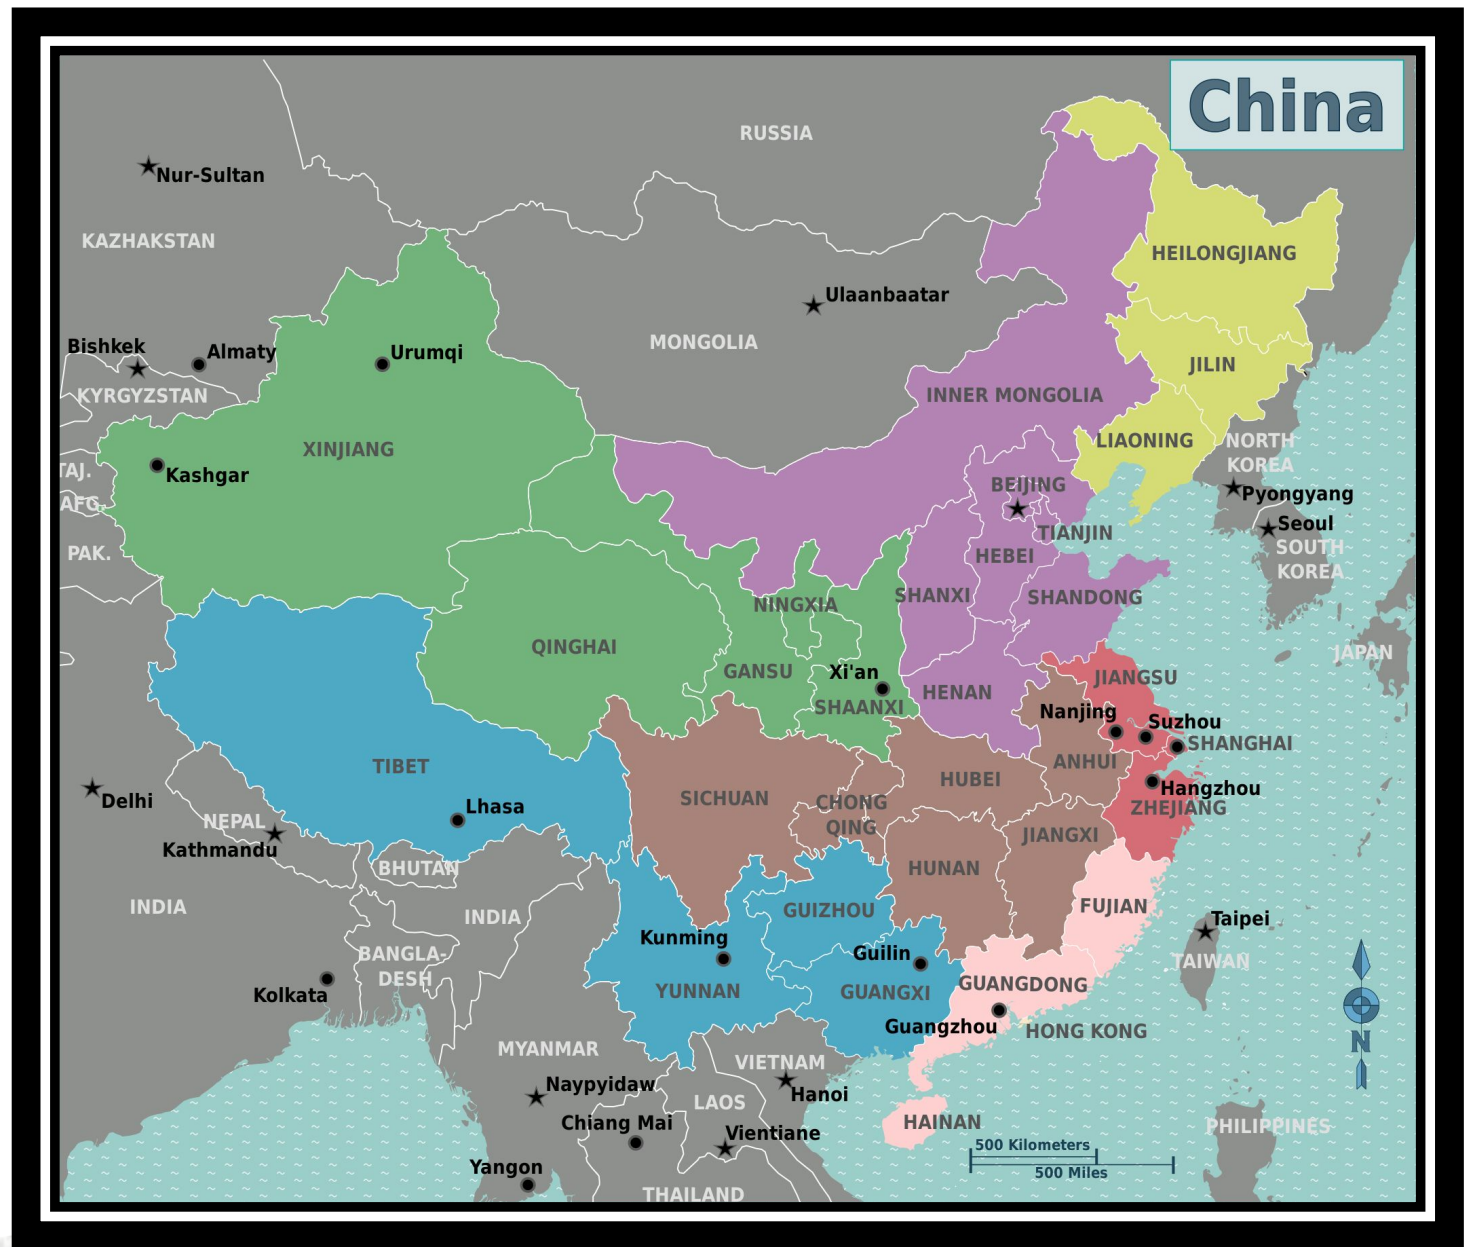 China
RUSSIA
Nur-Sultan
KAZHAKSTAN
HEILONGJIANG
Ulaanbaatar
MONGOLIA
Bishkek
Almaty
Urumqi
JILIN
KYRGYZSTAN
INNER MONGOLIA
XINJIANG
LIAONING
NORTH
KOREA
TAJ.
Kashgar
BEIJING
Pyongyang
AFG.
TIANJIN
Seoul
PAK.
HEBEI
SOUTH
KOREA
NINGXIA
SHANXI
SHANDONG
QINGHAI
JAPAN
GANSU
Xi'an
JIANGSU
SHAANXI
HENAN
Nanjing
Suzhou
SHANGHAI
TIBET
ANHUI
HUBEI
Delhi
Lhasa
SICHUAN
CHONG
QING
Hangzhou
ZHEJIANG
NEPAL
Kathmandu
JIANGXI
BHUTAN
HUNAN
INDIA
INDIA
GUIZHOU
FUJIAN
Taipei
Kunming
Guilin
BANGLA-
DESH
TAIWAN
Kolkata
YUNNAN
GUANGXI
GUANGDONG
Guangzhou
HONG KONG
N
MYANMAR
VIETNAM
Naypyidaw
Hanoi
LAOS
Chiang Mai
Vientiane
HAINAN
PHILIPPINES
500 Kilometers
500 Miles
Yangon
THAILAND